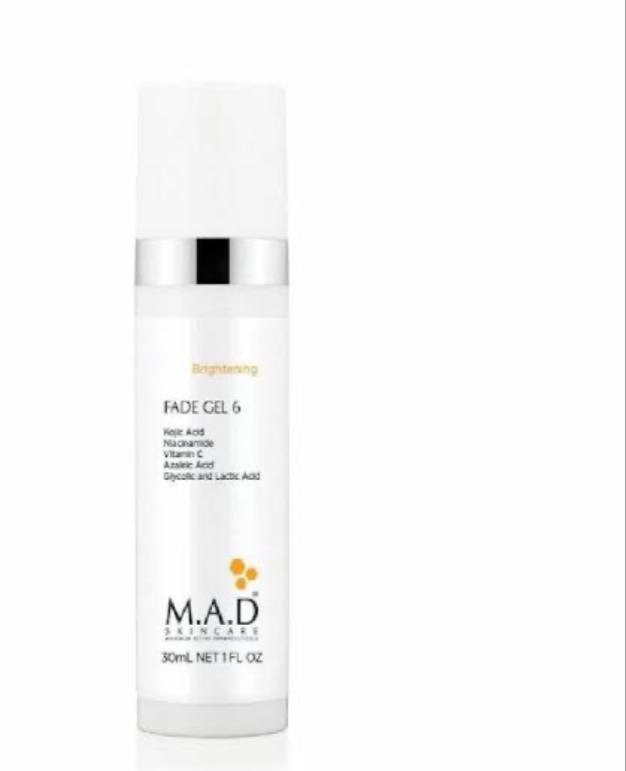 Brightening
FADE GEL 6
Kojic Acid
Niacinamide
Vitamin C
Azaleic Acid
Glycolic and Lactic Acid
M.A.D®
SKINCARE
30mL NET 1 FL OZ